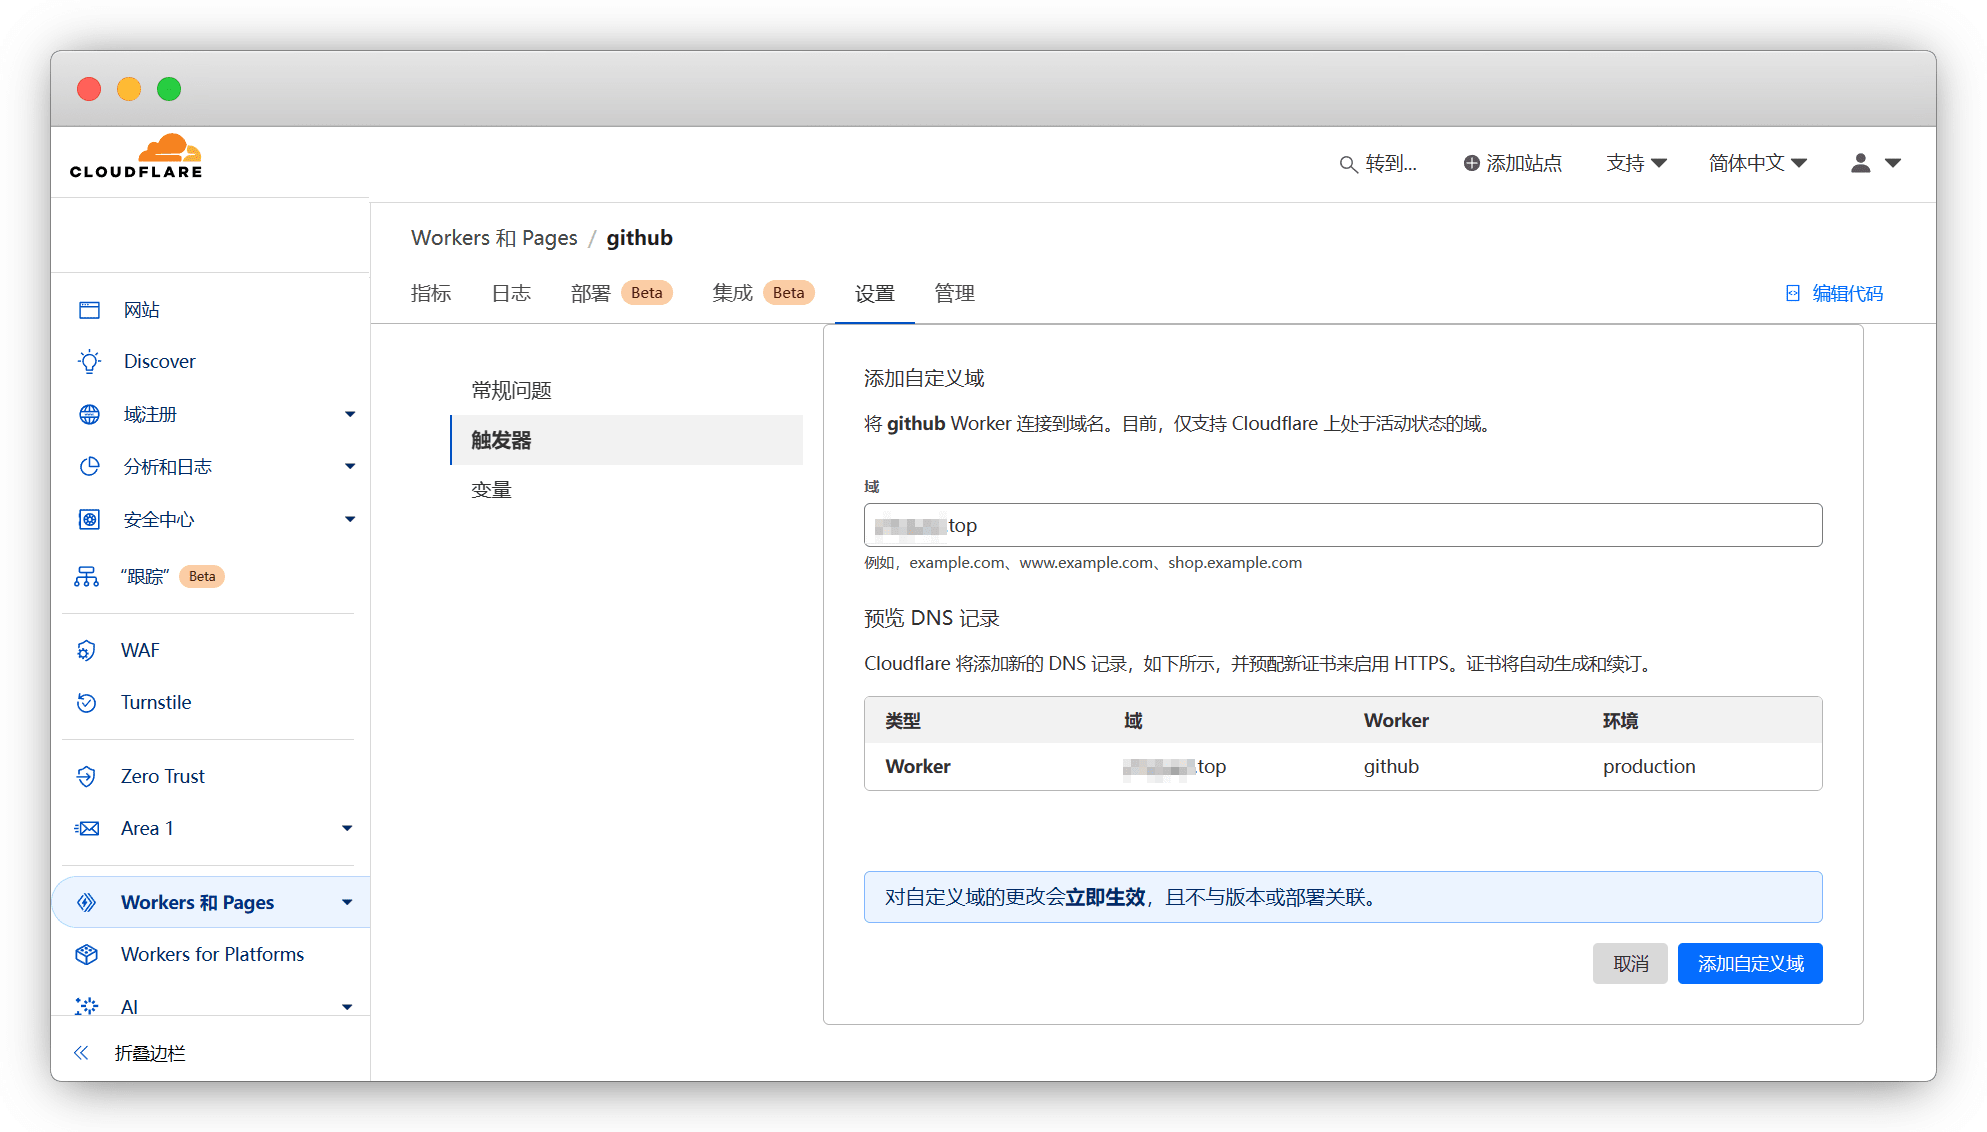 CLOUDFLARE
转到...
添加站点
支持
简体中文
网站
Discover
域注册
分析和日志
安全中心
“跟踪” Beta
WAF
Turnstile
Zero Trust
Area 1
Workers 和 Pages
Workers for Platforms
AI
折叠边栏
Workers 和 Pages / github
指标 日志 部署 Beta 集成 Beta 设置 管理
编辑代码
常规问题
触发器
变量
添加自定义域
将 github Worker 连接到域名。目前，仅支持 Cloudflare 上处于活动状态的域。
域
top
例如，example.com、www.example.com、shop.example.com
预览 DNS 记录
Cloudflare 将添加新的 DNS 记录，如下所示，并预配新证书来启用 HTTPS。证书将自动生成和续订。
类型 域 Worker 环境
Worker top github production
对自定义域的更改会立即生效，且不与版本或部署关联。
取消
添加自定义域